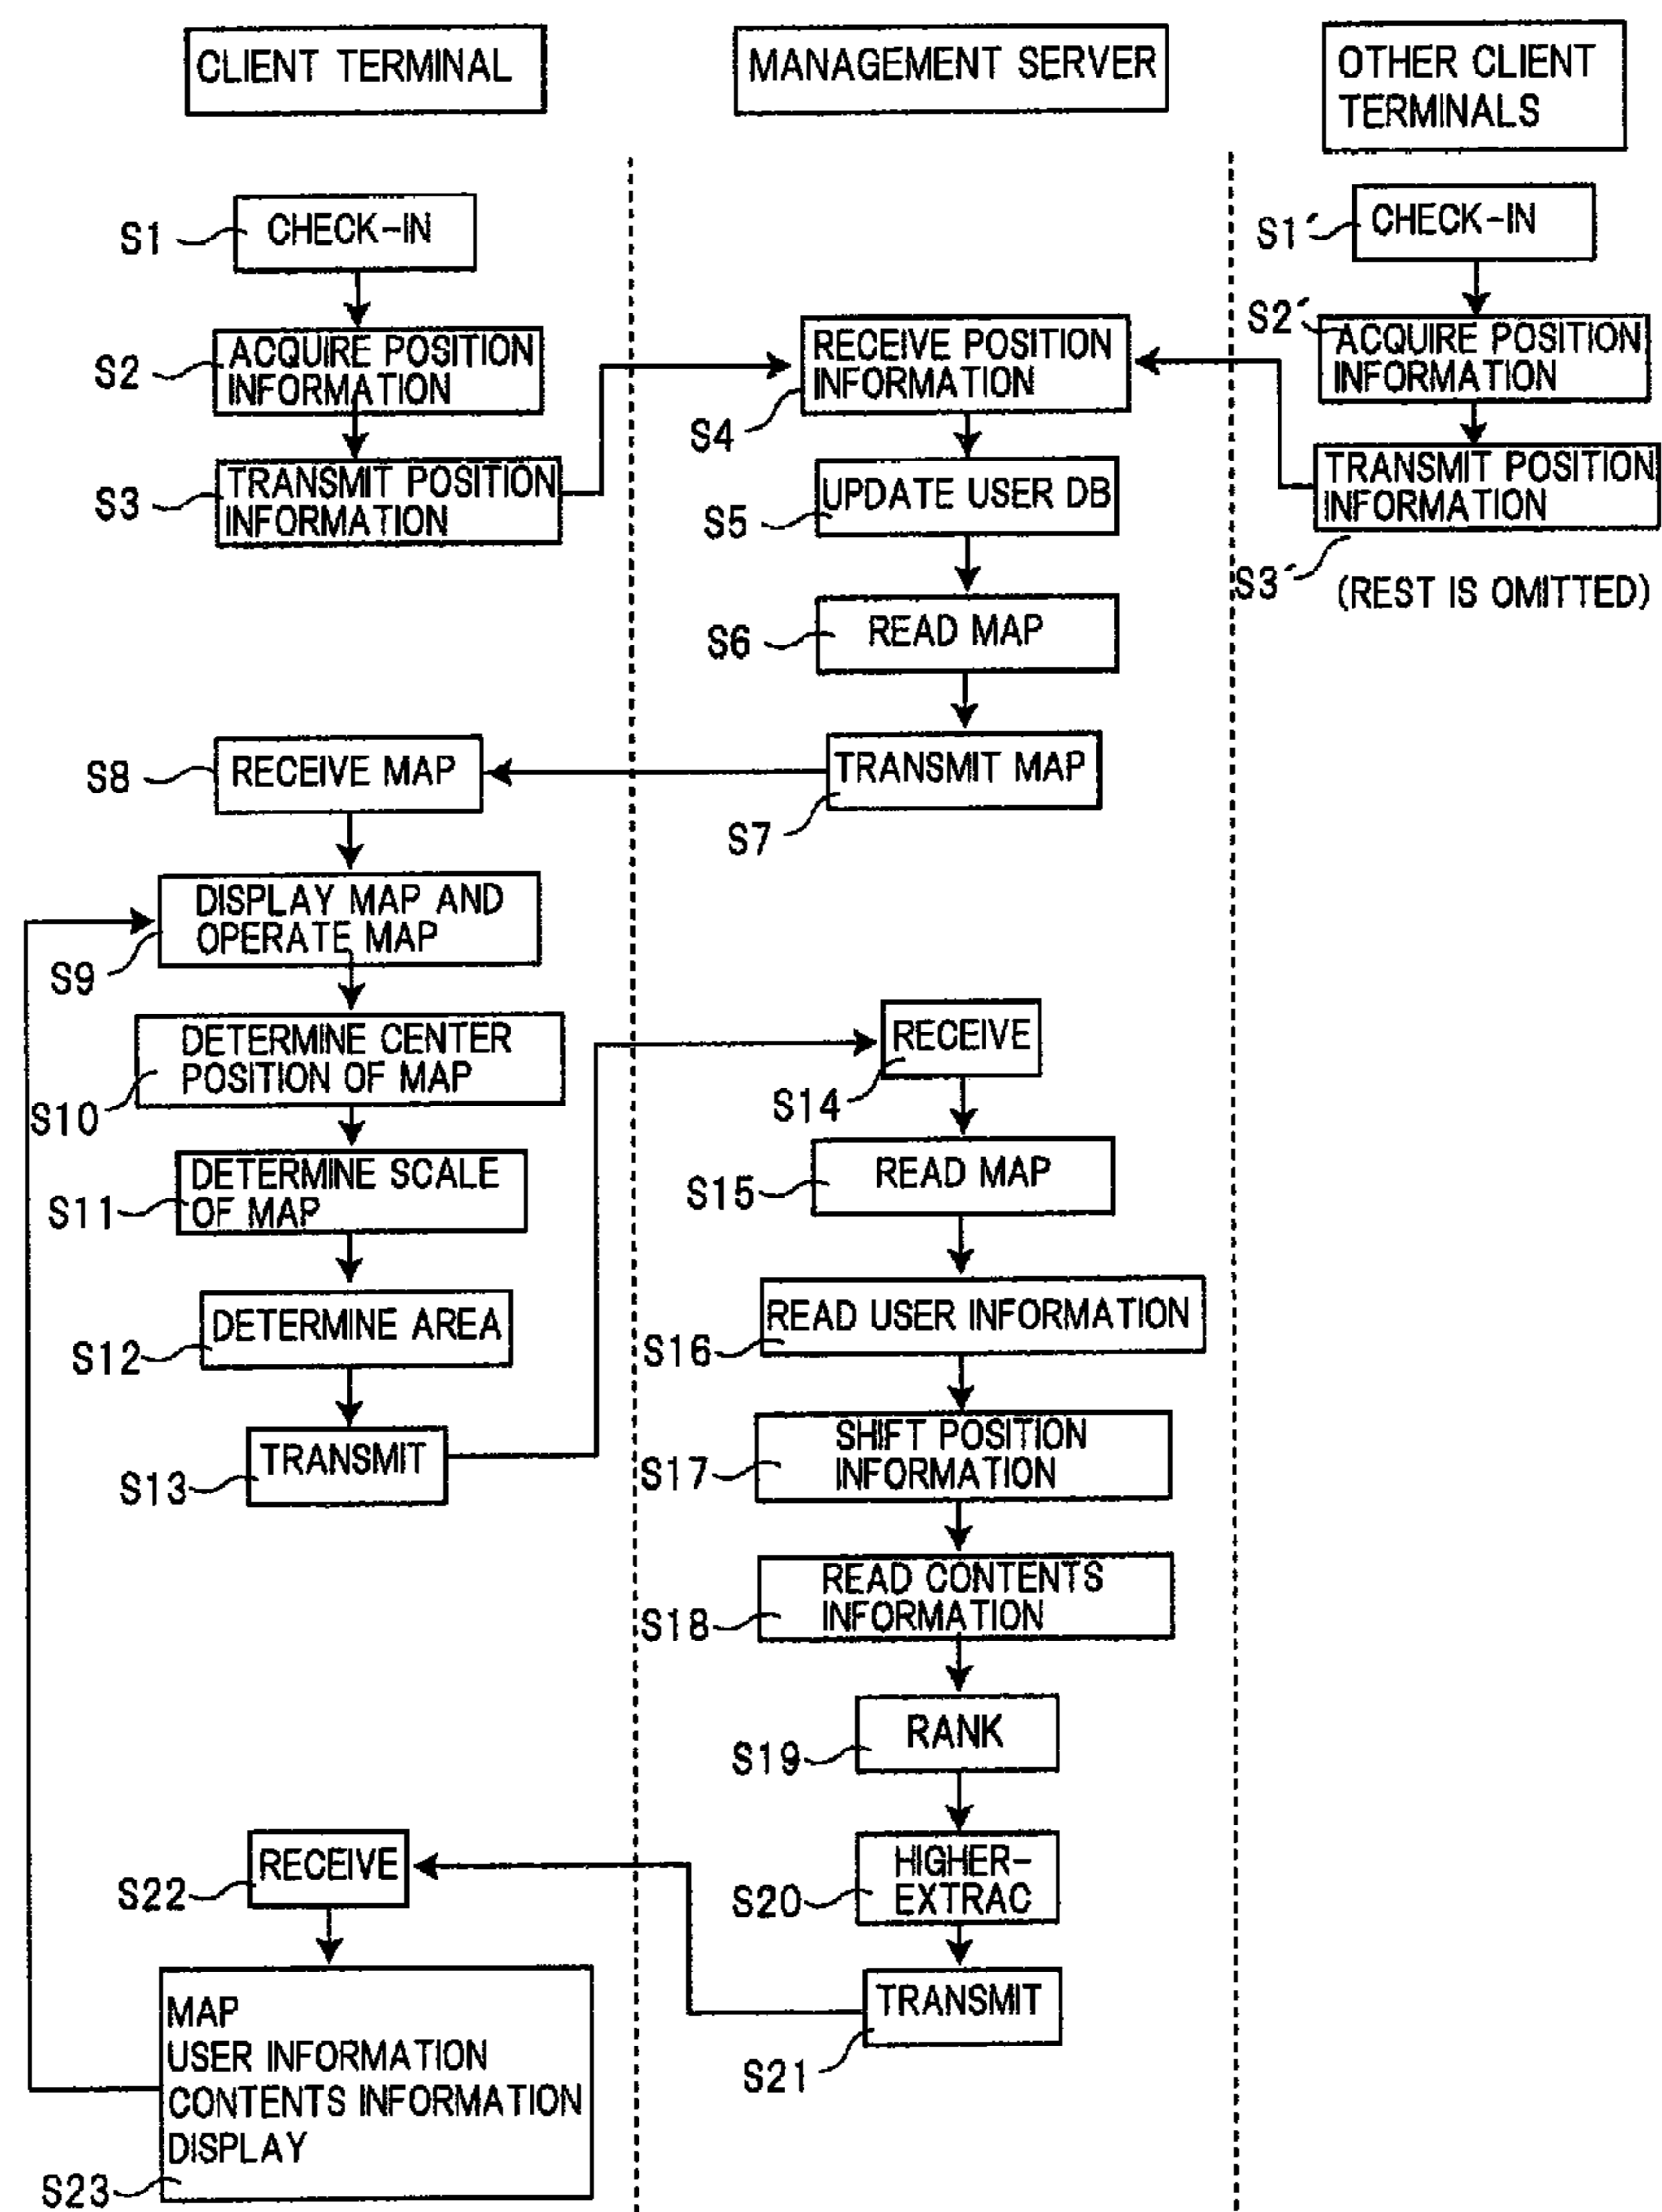 CLIENT TERMINAL
MANAGEMENT SERVER
OTHER CLIENT
TERMINALS
S1
CHECK-IN
S1´
CHECK-IN
S2
ACQUIRE POSITION
INFORMATION
RECEIVE POSITION
INFORMATION
S4
S2´
ACQUIRE POSITION
INFORMATION
S3
TRANSMIT POSITION
INFORMATION
S5
UPDATE USER DB
TRANSMIT POSITION
INFORMATION
S3´
(REST IS OMITTED)
S6
READ MAP
S8
RECEIVE MAP
TRANSMIT MAP
S7
DISPLAY MAP AND
OPERATE MAP
S9
DETERMINE CENTER
POSITION OF MAP
S10
RECEIVE
S14
S11
DETERMINE SCALE
OF MAP
S15
READ MAP
S12
DETERMINE AREA
READ USER INFORMATION
S16
S13
TRANSMIT
S17
SHIFT POSITION
INFORMATION
S18
READ CONTENTS
INFORMATION
S19
RANK
S22
RECEIVE
S20
HIGHER-
EXTRAC
TRANSMIT
S21
MAP
USER INFORMATION
CONTENTS INFORMATION
DISPLAY
S23